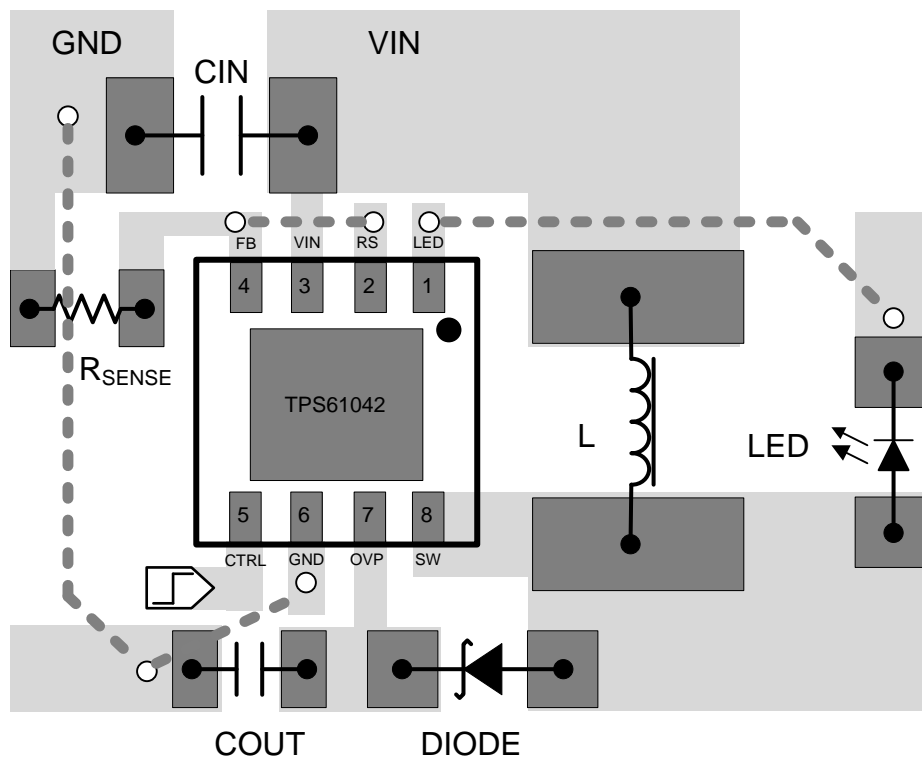 GND
VIN
CIN
FB
VIN
RS
LED
4
3
2
1
RSENSE
TPS61042
L
LED
5
6
7
8
CTRL
GND
OVP
SW
COUT
DIODE